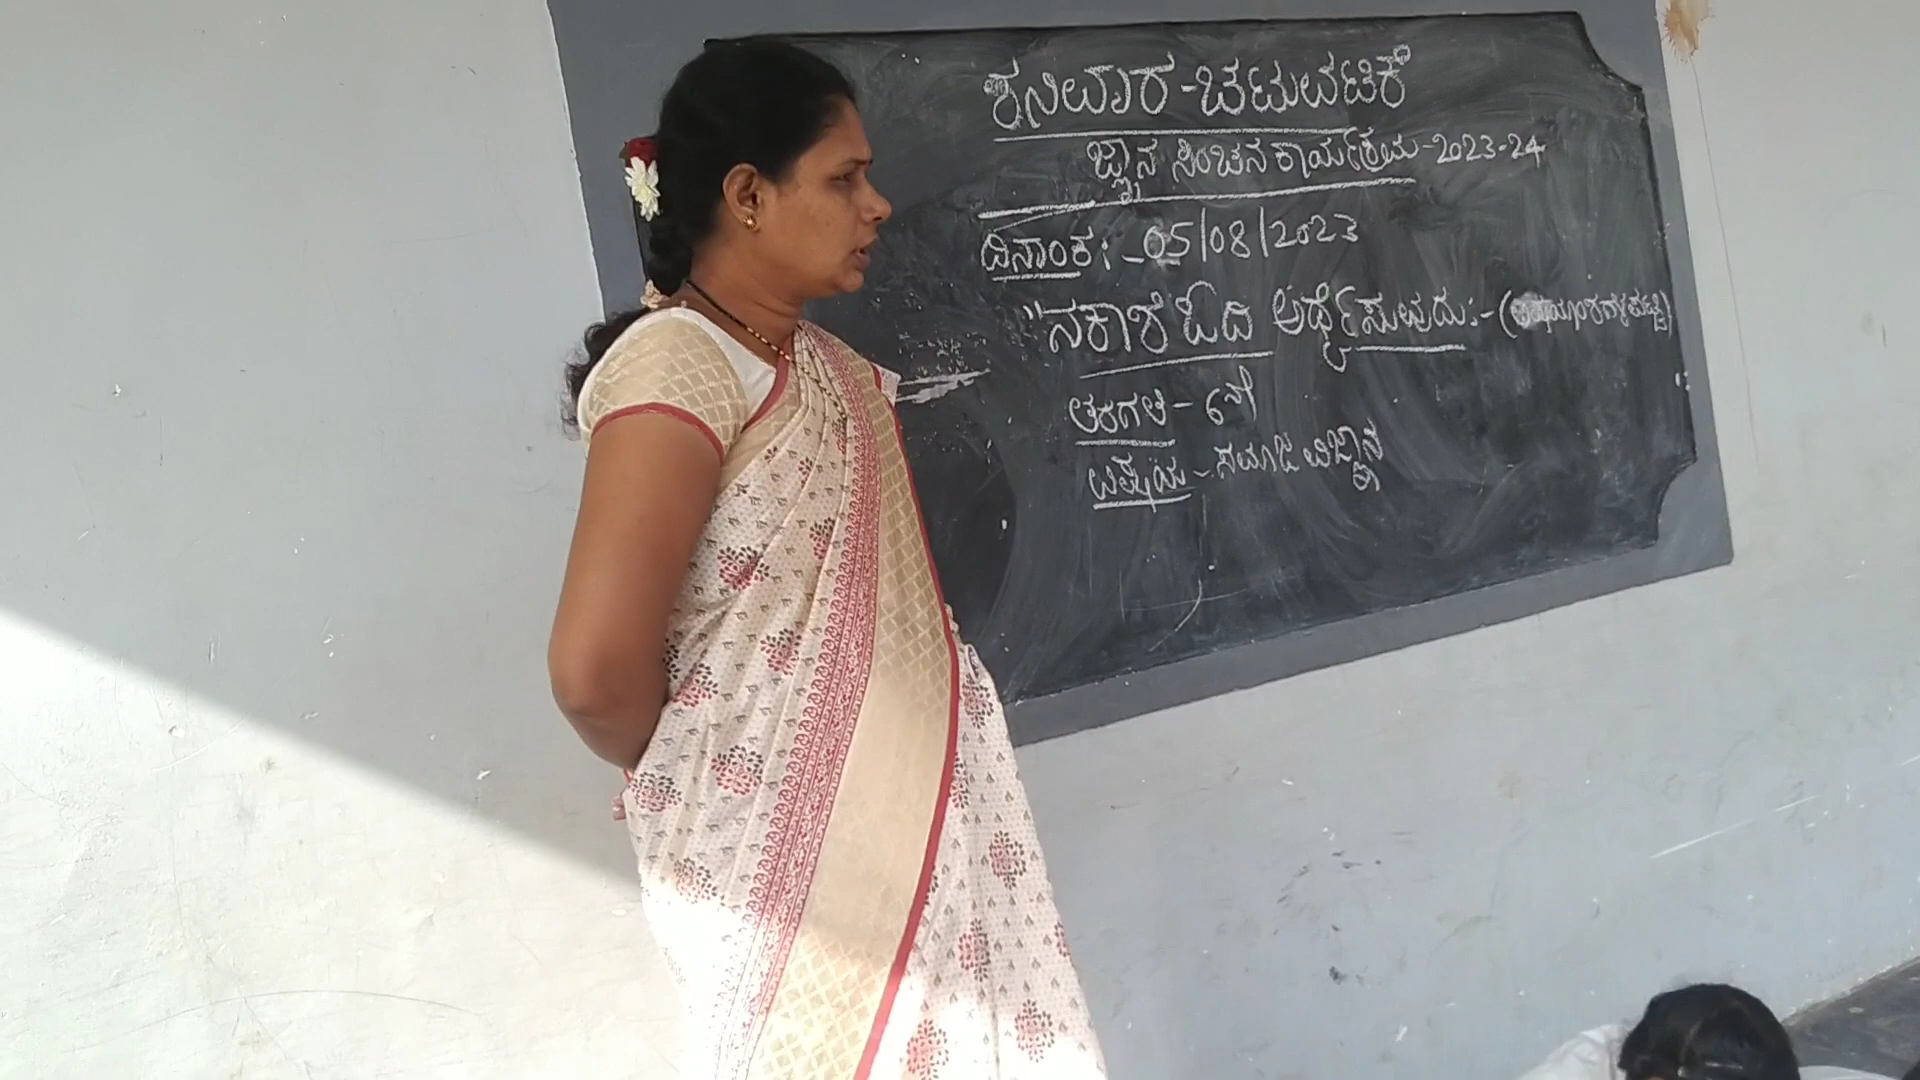 ಶನಿವಾರ-ಚಟುವಟಿಕೆ
ಜ್ಞಾನ ಸಿಂಚನ ಕಾರ್ಯಕ್ರಮ-2023-24
ದಿನಾಂಕ:-05/08/2023
"ನಕಾಶೆ ಓದಿ ಅರ್ಥೈಸುವುದು:-
ತರಗತಿ- 6ನೇ
ವಿಷಯ - ಸಮಾಜ ವಿಜ್ಞಾನ